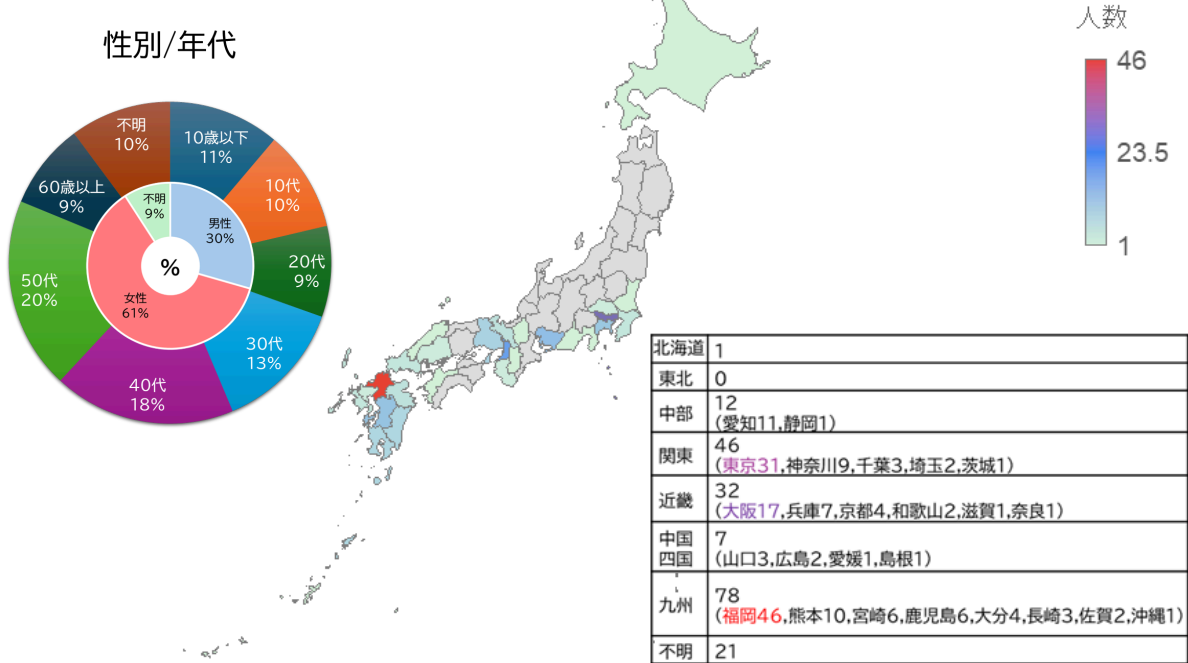 性別/年代
不明
10%
10歳以下
11%
10代
10%
20代
9%
30代
13%
40代
18%
50代
20%
60歳以上
9%
不明
9%
男性
30%
女性
61%
%
人数
46
23.5
1
北海道 1
東北 0
中部 12
(愛知11,静岡1)
関東 46
(東京31,神奈川9,千葉3,埼玉2,茨城1)
近畿 32
(大阪17,兵庫7,京都4,和歌山2,滋賀1,奈良1)
中国
四国
7
(山口3,広島2,愛媛1,島根1)
九州 78
(福岡46,熊本10,宮崎6,鹿児島6,大分4,長崎3,佐賀2,沖縄1)
不明 21